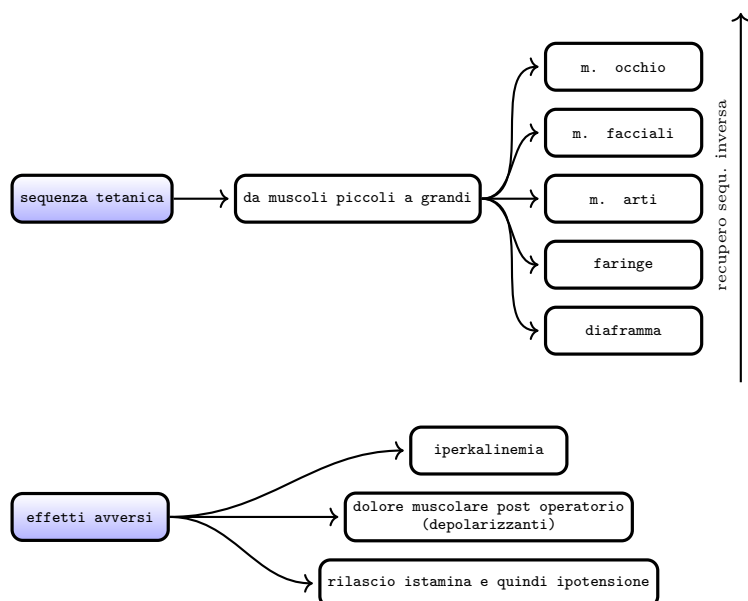 m. occhio
m. facciali
sequenza tetanica
da muscoli piccoli a grandi
m. arti
faringe
diaframma
recupero sequ. inversa
iperkalinemia
effetti avversi
dolore muscolare post operatorio
(depolarizzanti)
rilascio istamina e quindi ipotensione